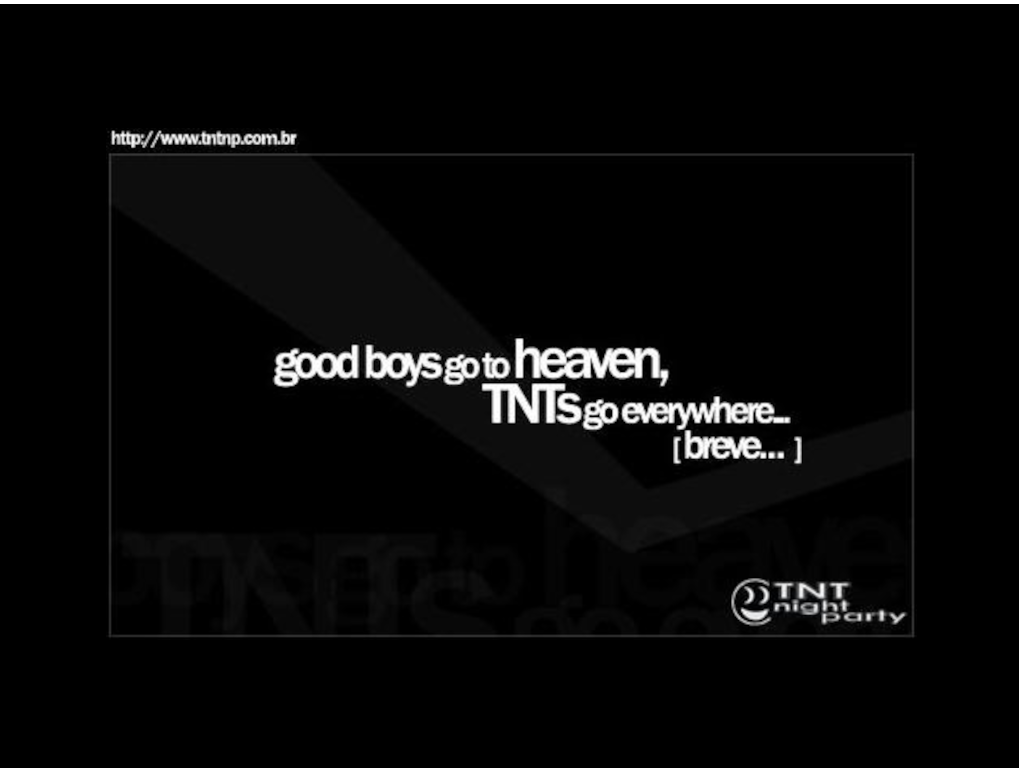 http://www.tntnp.com.br
good boys go to heaven,
TNTs go everywhere...
[ breve... ]
TNT
night
party